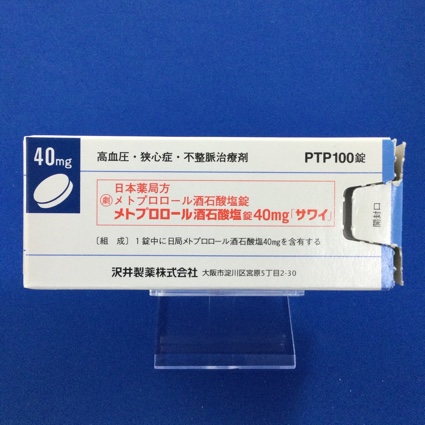 40mg
高血圧・狭心症・不整脈治療剤
PTP100錠
日本薬局方
劇 メトプロロール酒石酸塩錠
メトプロロール酒石酸塩錠40mg「サワイ」
〔組 成〕1錠中に日局メトプロロール酒石酸塩40mgを含有する
沢井製薬株式会社 大阪市淀川区宮原5丁目2-30
開封口